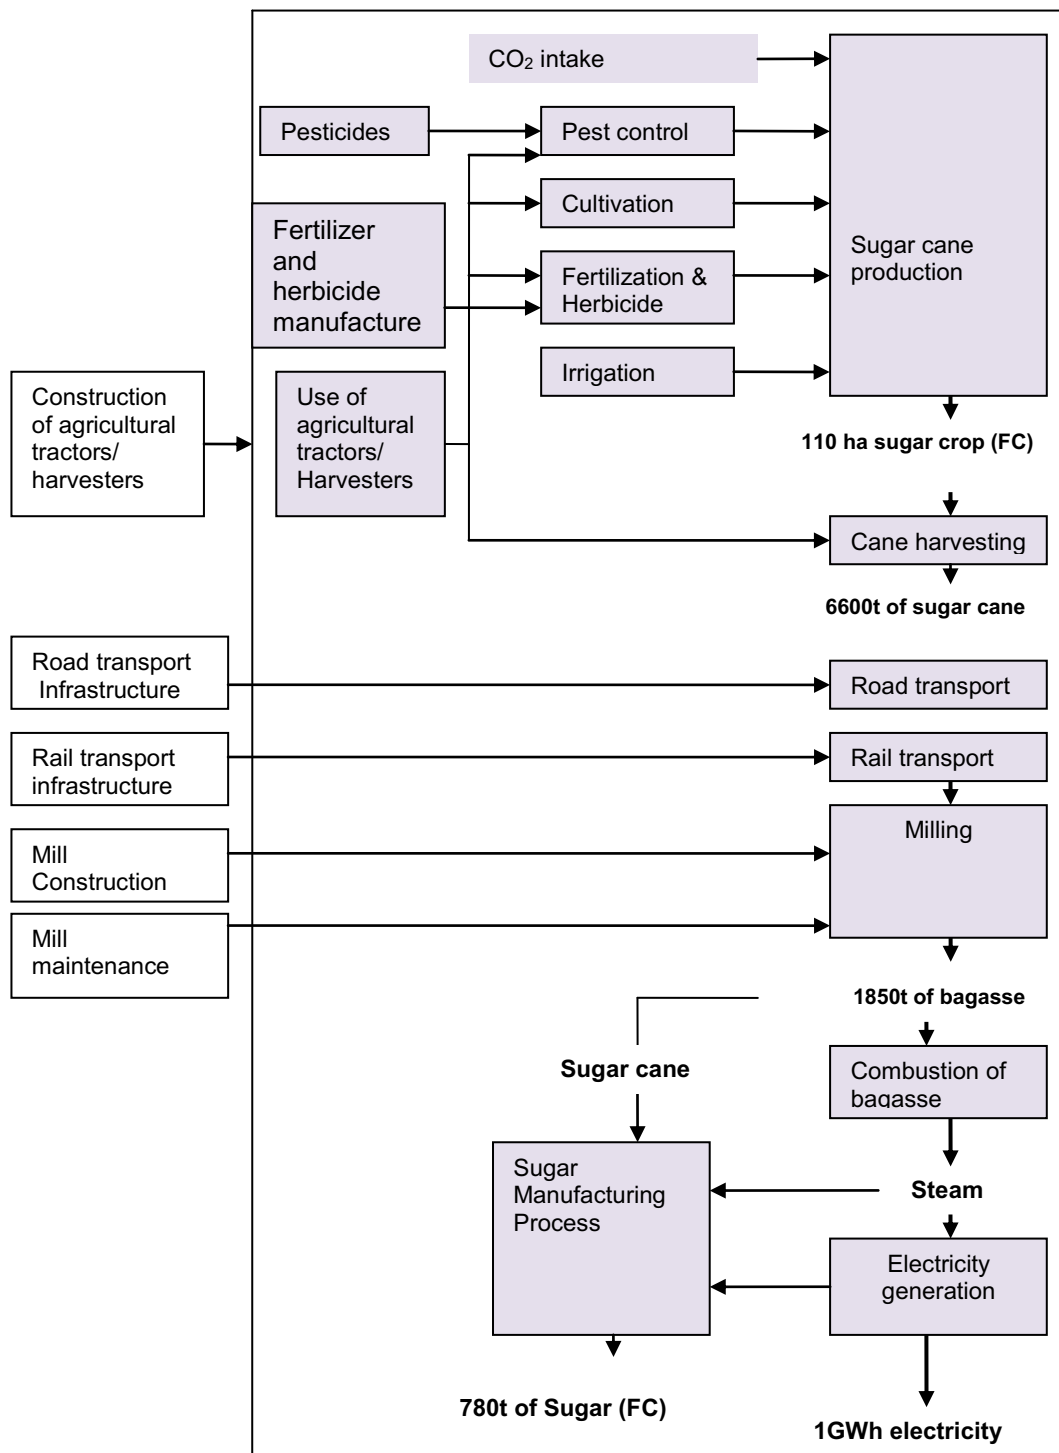 CO₂ intake
Pesticides
Pest control
Cultivation
Fertilizer
and
herbicide
manufacture
Fertilization &
Herbicide
Sugar cane
production
Irrigation
Construction
of agricultural
tractors/
harvesters
Use of
agricultural
tractors/
Harvesters
110 ha sugar crop (FC)
Cane harvesting
6600t of sugar cane
Road transport
Infrastructure
Road transport
Rail transport
infrastructure
Rail transport
Milling
Mill
Construction
Mill
maintenance
1850t of bagasse
Sugar cane
Combustion of
bagasse
Sugar
Manufacturing
Process
Steam
Electricity
generation
780t of Sugar (FC)
1GWh electricity